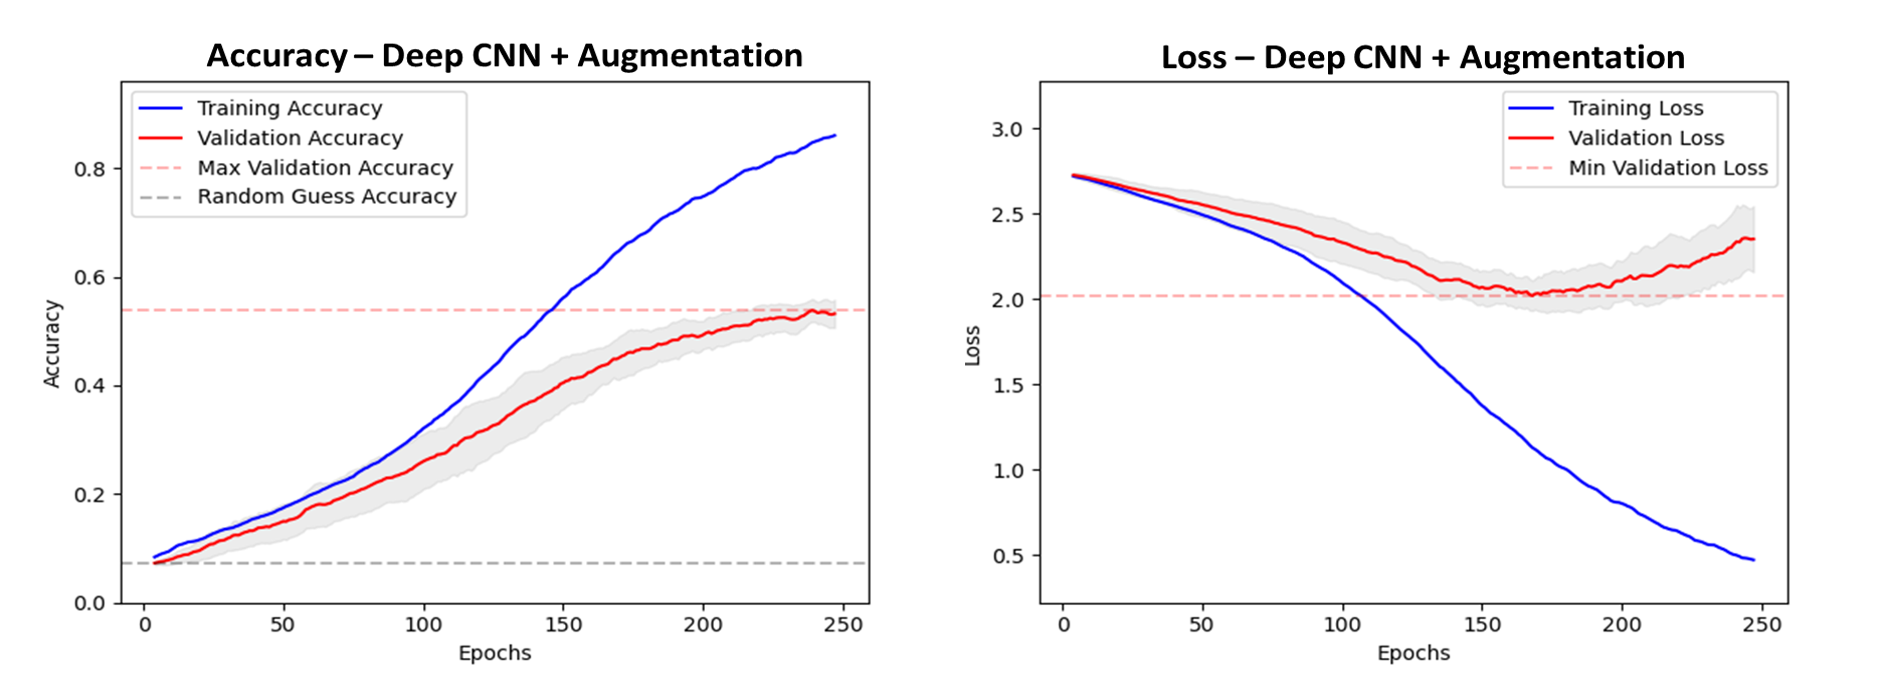 Accuracy – Deep CNN + Augmentation
Training Accuracy
Validation Accuracy
Max Validation Accuracy
Random Guess Accuracy
0.8
0.6
0.4
0.2
0.0
Accuracy
0 50 100 150 200 250
Epochs
Loss – Deep CNN + Augmentation
Training Loss
Validation Loss
Min Validation Loss
3.0
2.5
2.0
1.5
1.0
0.5
Loss
0 50 100 150 200 250
Epochs